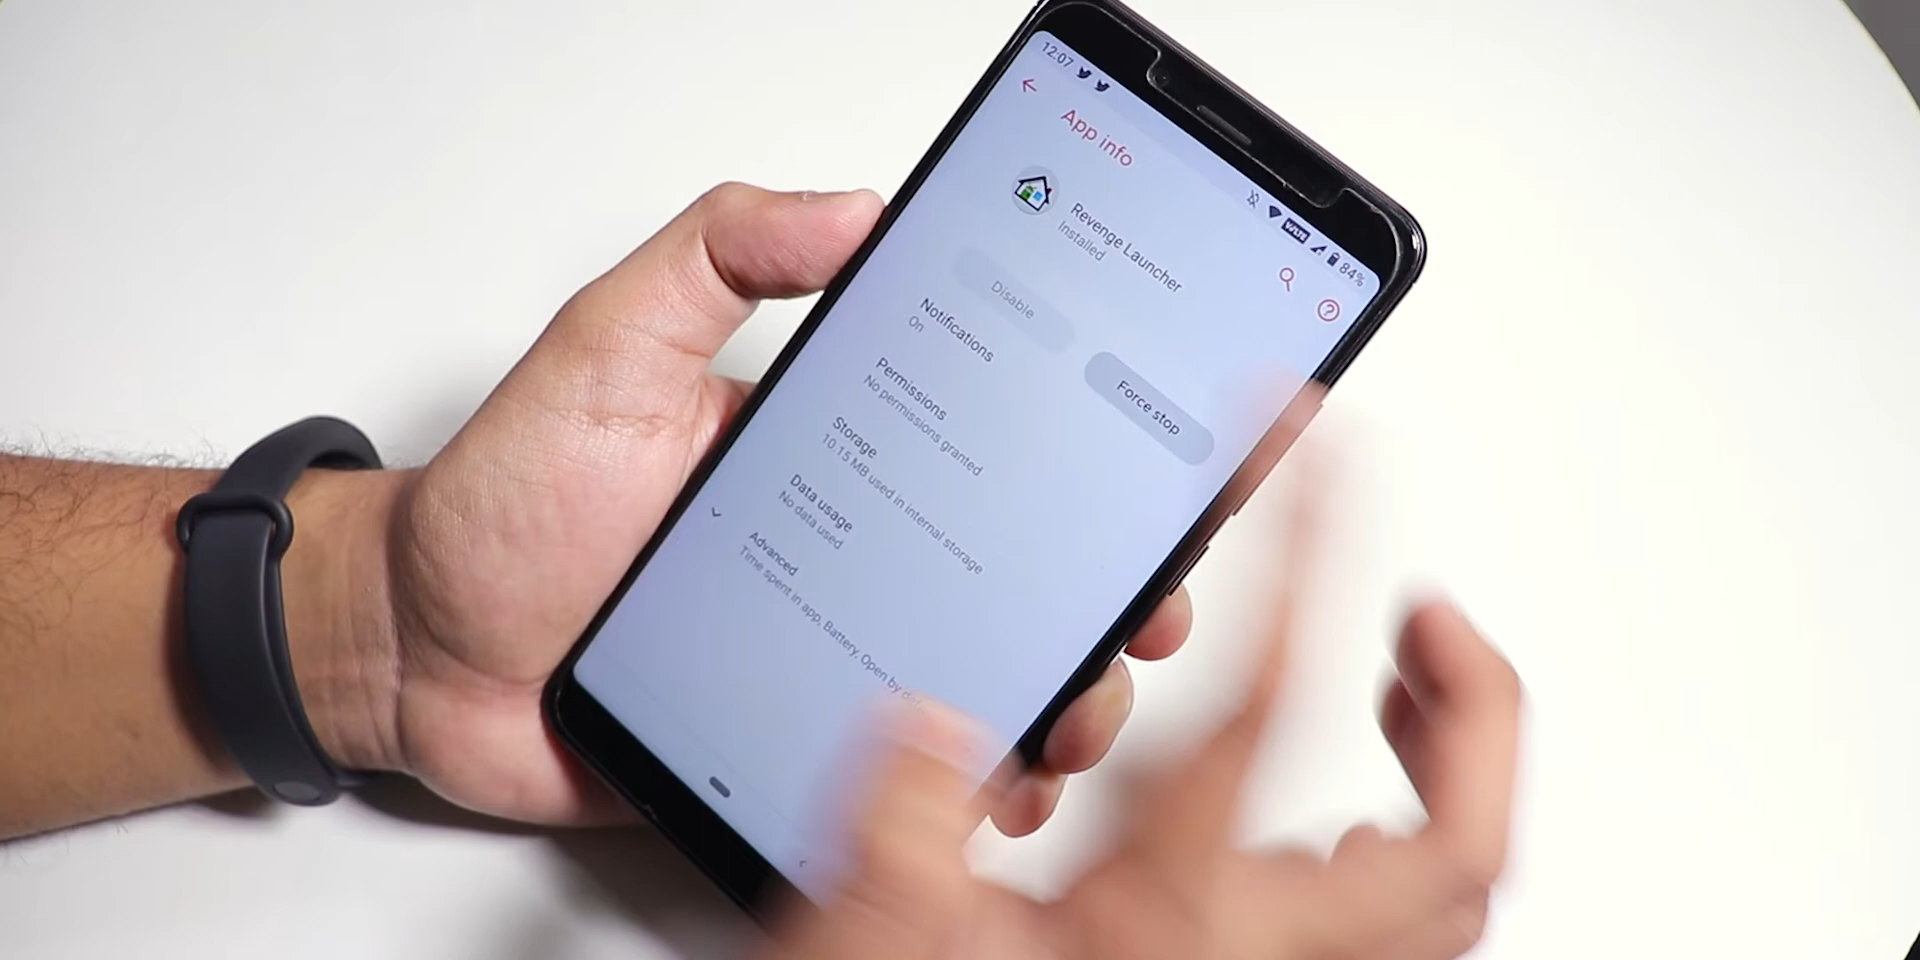 12:07
84%
App info
Revenge Launcher
Installed
Disable
Force stop
Notifications
On
Permissions
No permissions granted
Storage
10.15 MB used in internal storage
Data usage
No data used
Advanced
Time spent in app, Battery, Open by